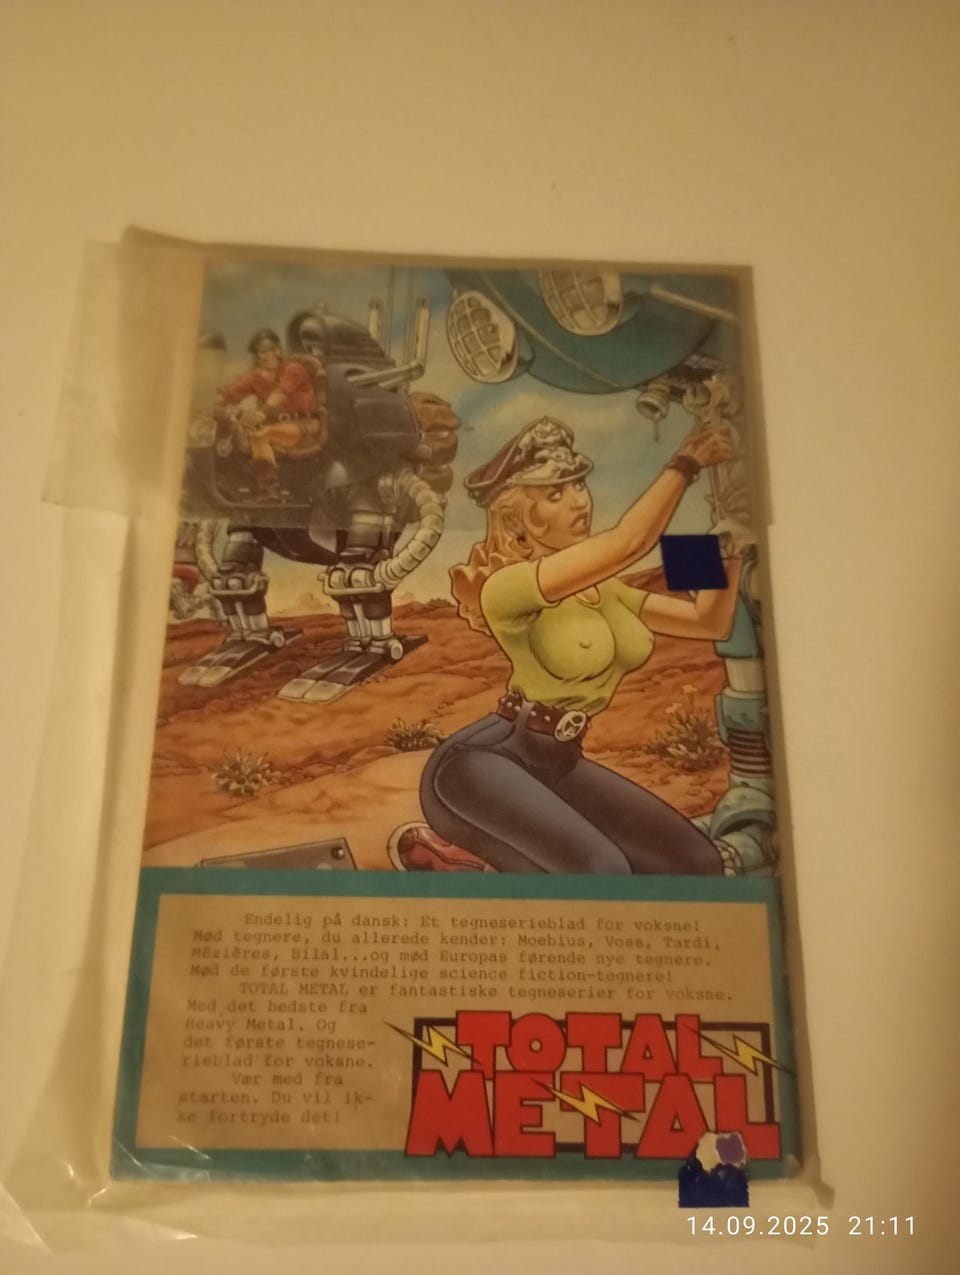 Endelig på dansk: Et tegneserieblad for voksne!
Mød tegnere, du allerede kender: Moebius, Voss, Tardi,
Mézières, Bilal...og mød Europas førende nye tegnere.
Mød de første kvindelige science fiction-tegnere!
TOTAL METAL er fantastiske tegneserier for voksne.
Med det bedste fra
Heavy Metal. Og
det første tegnese-
rieblad for voksne.
Vær med fra
starten. Du vil ik-
ke fortryde det!
TOTAL
METAL
14.09.2025 21:11